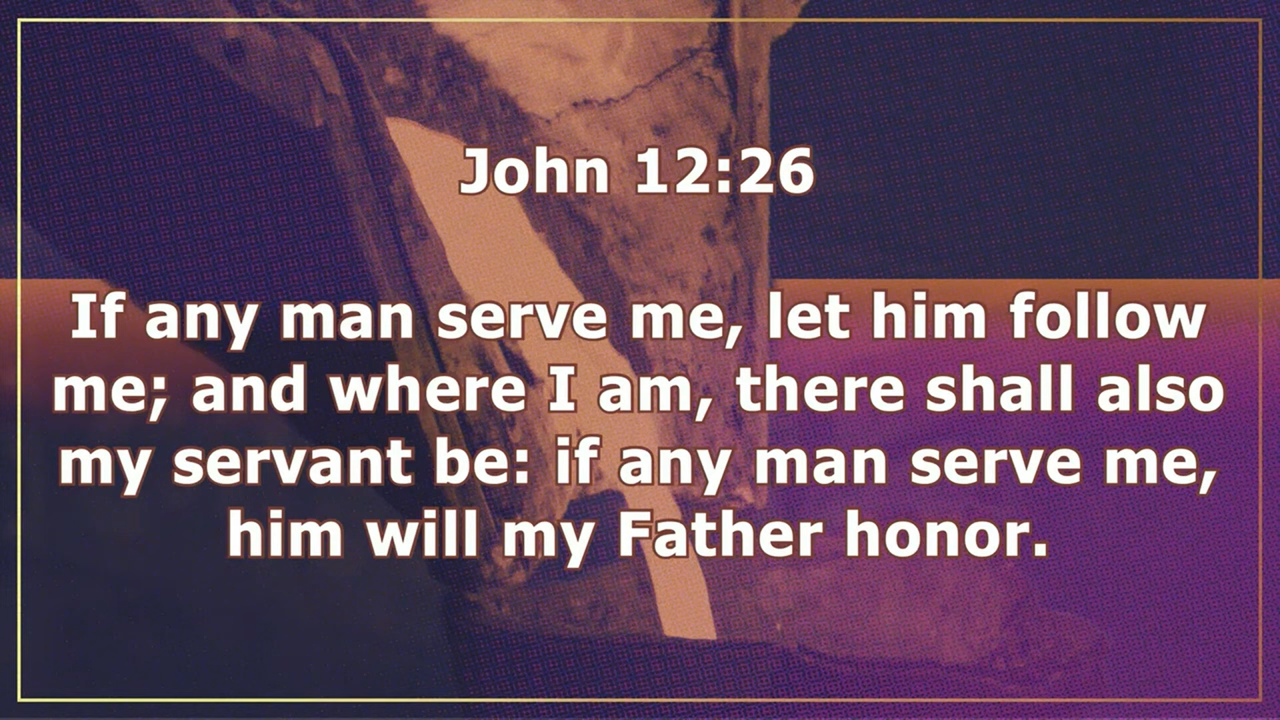 John 12:26
If any man serve me, let him follow
me; and where I am, there shall also
my servant be: if any man serve me,
him will my Father honor.